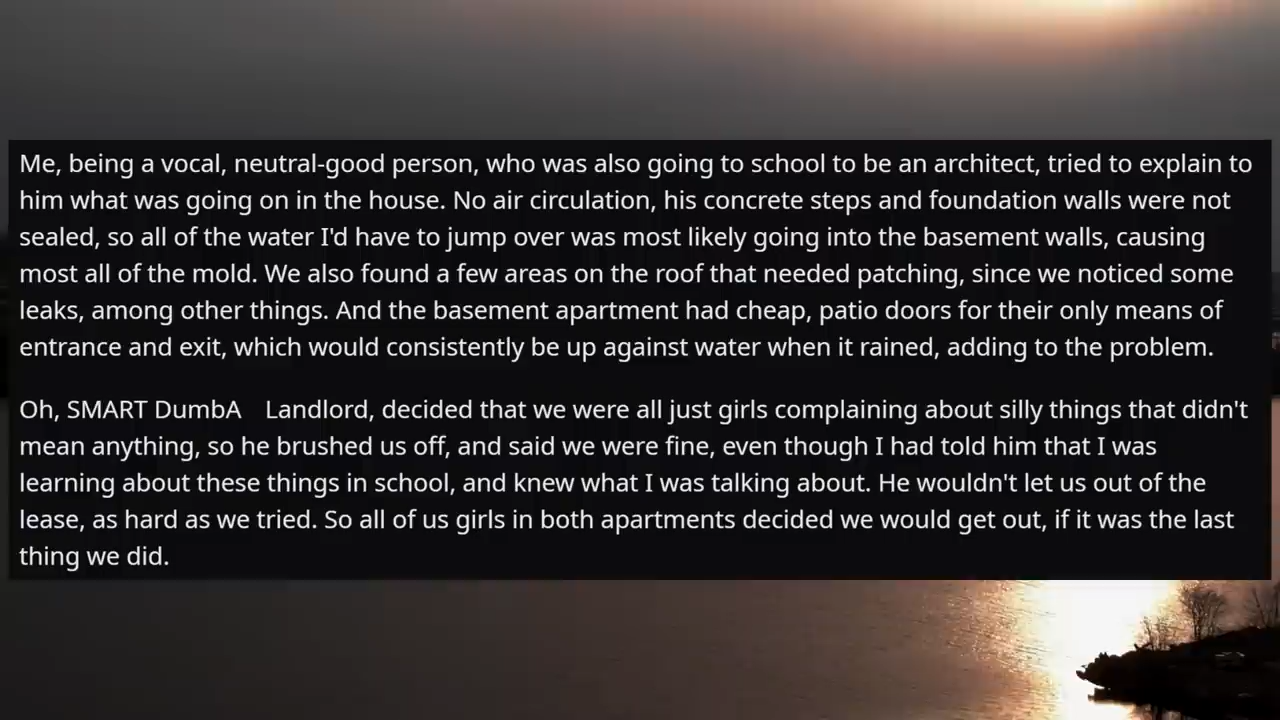 Me, being a vocal, neutral-good person, who was also going to school to be an architect, tried to explain to
him what was going on in the house. No air circulation, his concrete steps and foundation walls were not
sealed, so all of the water I'd have to jump over was most likely going into the basement walls, causing
most all of the mold. We also found a few areas on the roof that needed patching, since we noticed some
leaks, among other things. And the basement apartment had cheap, patio doors for their only means of
entrance and exit, which would consistently be up against water when it rained, adding to the problem.
Oh, SMART DumbA Landlord, decided that we were all just girls complaining about silly things that didn't
mean anything, so he brushed us off, and said we were fine, even though I had told him that I was
learning about these things in school, and knew what I was talking about. He wouldn't let us out of the
lease, as hard as we tried. So all of us girls in both apartments decided we would get out, if it was the last
thing we did.